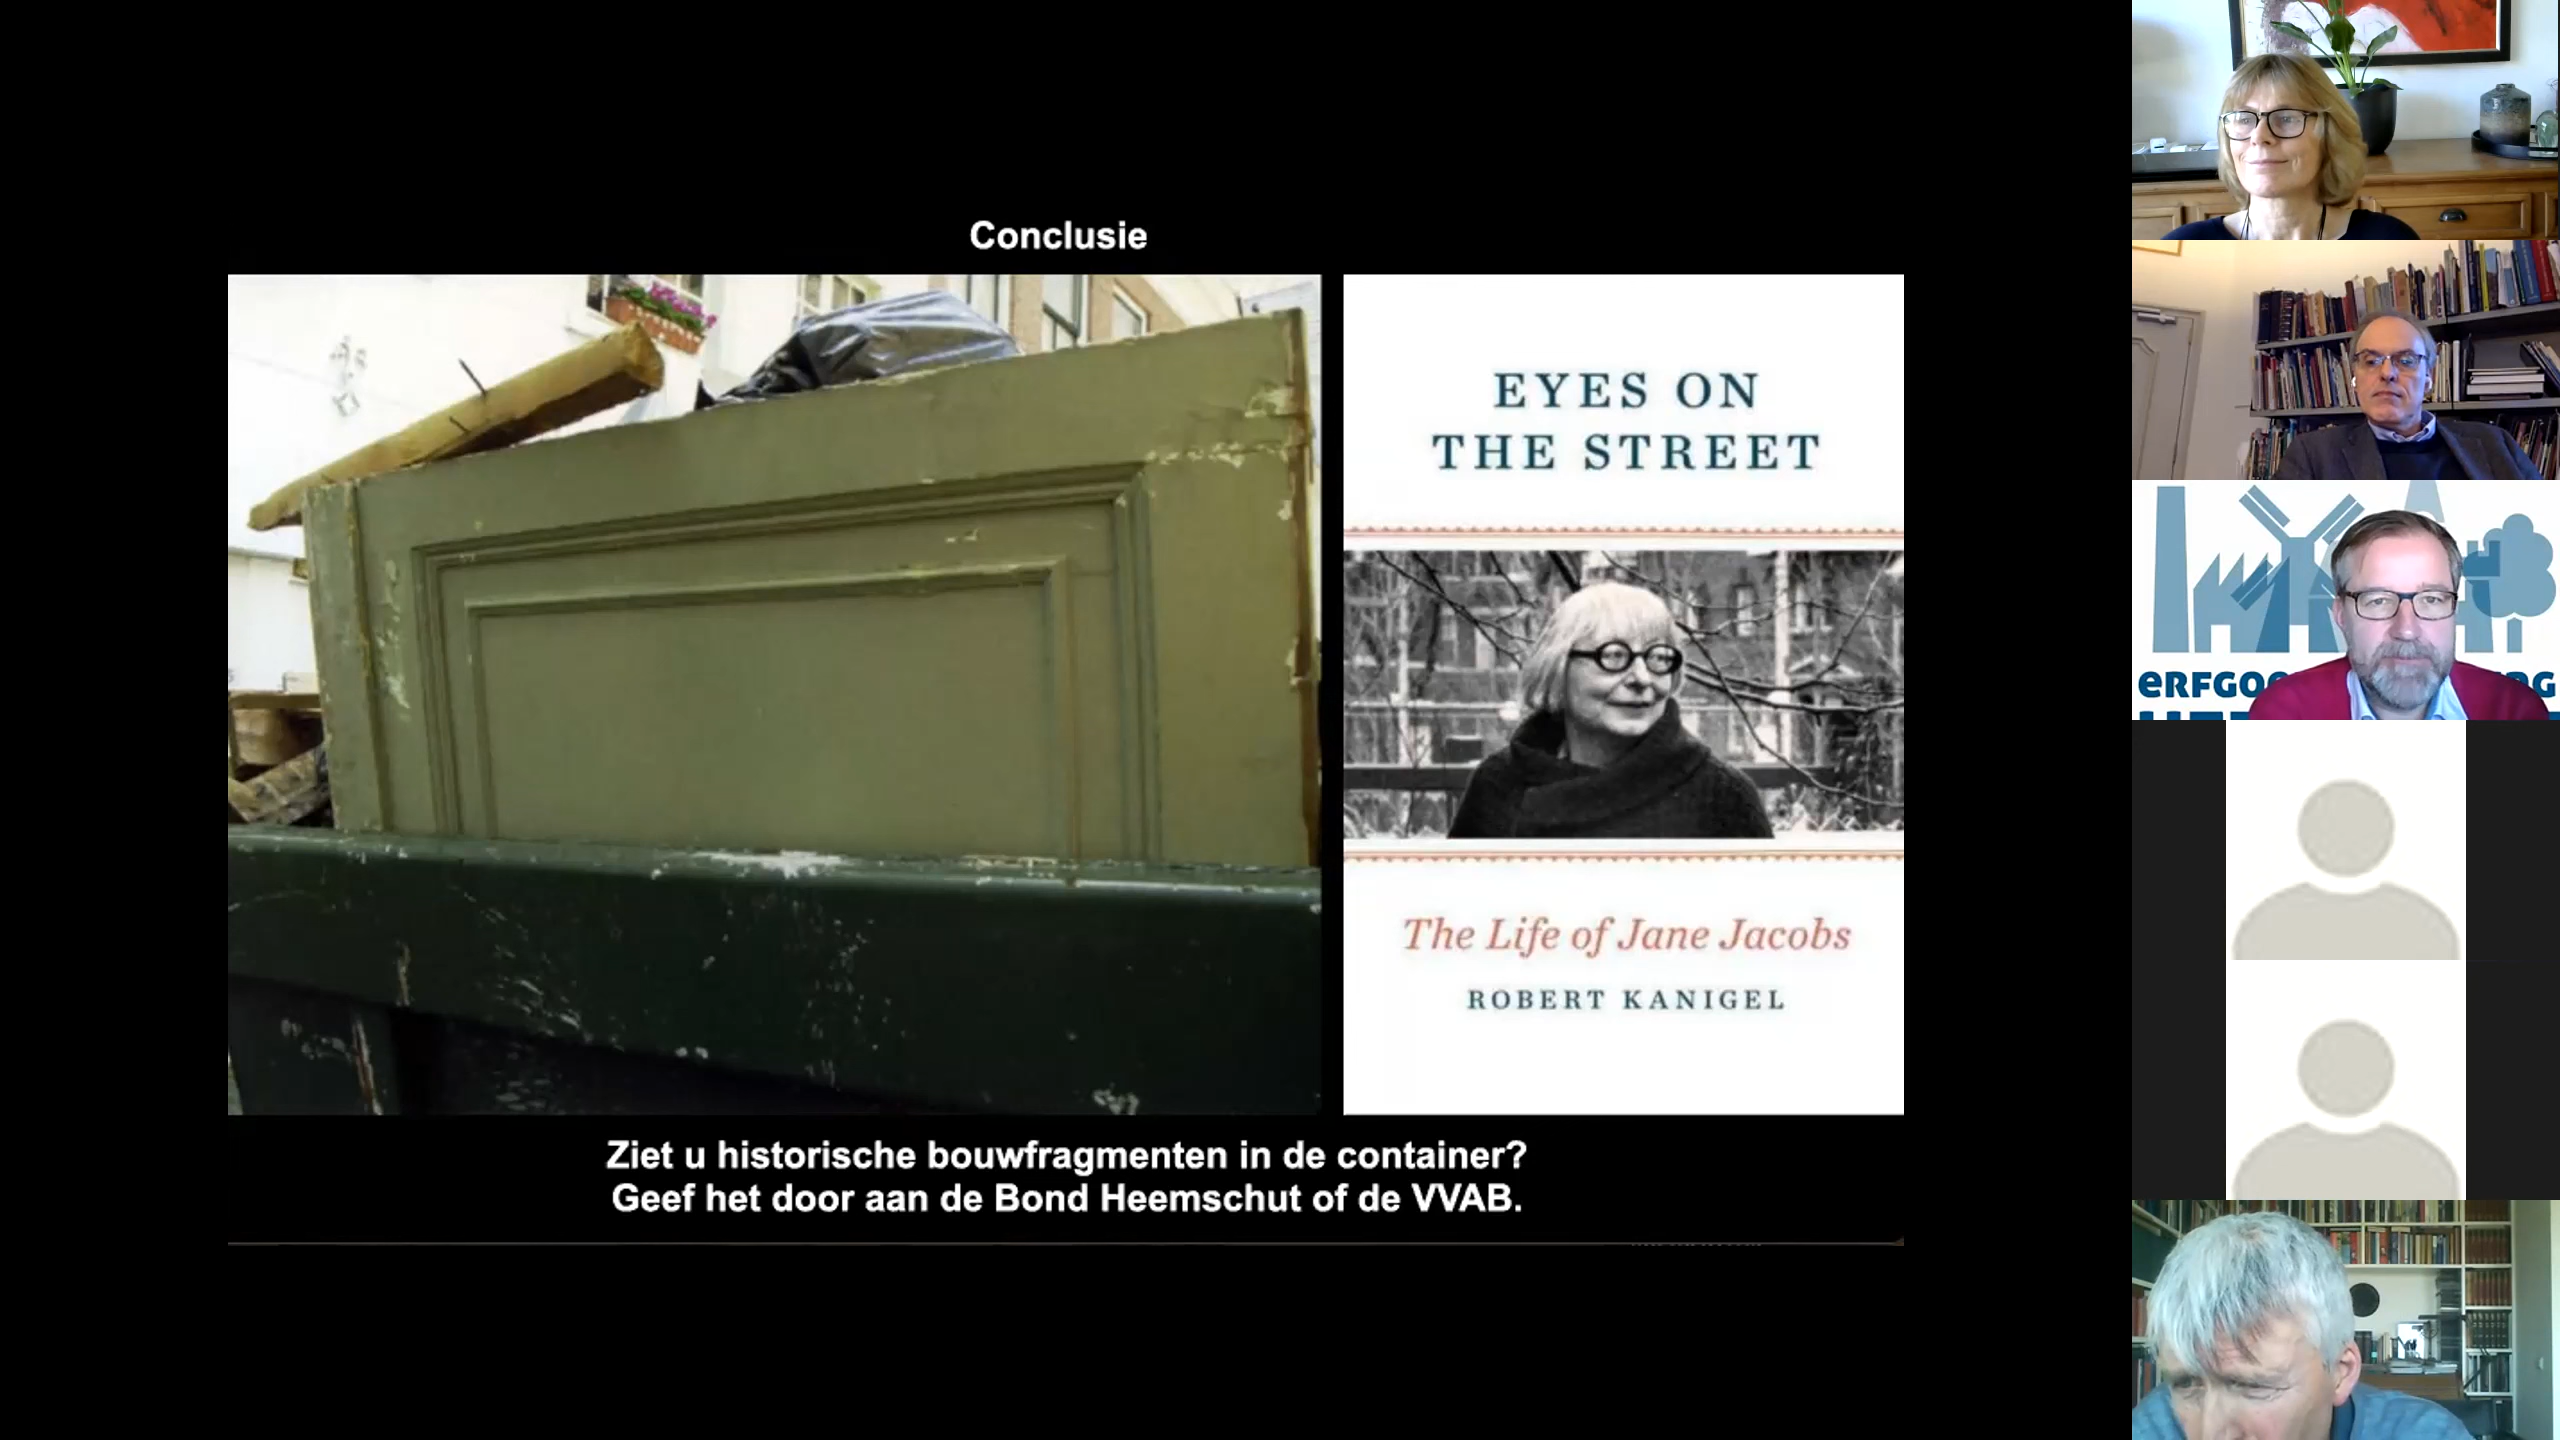 Conclusie
EYES ON
THE STREET
The Life of Jane Jacobs
ROBERT KANIGEL
Ziet u historische bouwfragmenten in de container?
Geef het door aan de Bond Heemschut of de VVAB.